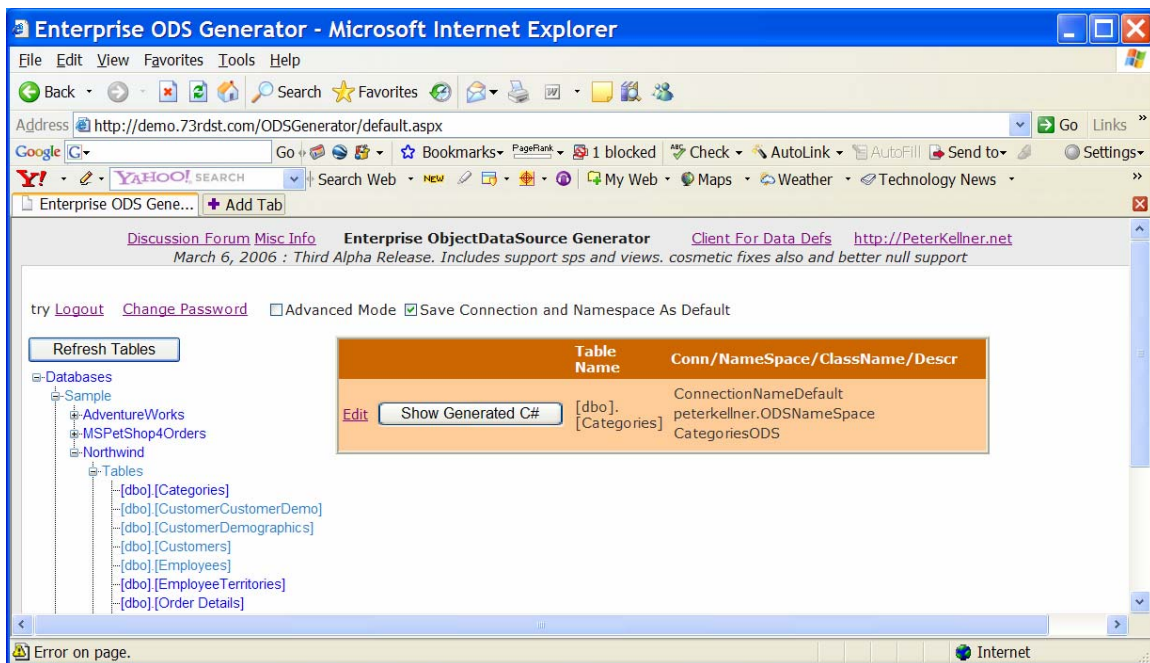 Enterprise ODS Generator - Microsoft Internet Explorer
File Edit View Favorites Tools Help
Back Search Favorites
Address http://demo.73rdst.com/ODSGenerator/default.aspx Go Links »
Google G Go Bookmarks PageRank 1 blocked ABC Check AutoLink AutoFill Send to Settings
Y! YAHOO! SEARCH Search Web NEW My Web Maps Weather Technology News »
Enterprise ODS Gene... Add Tab
Discussion Forum Misc Info Enterprise ObjectDataSource Generator Client For Data Defs http://PeterKellner.net
March 6, 2006 : Third Alpha Release. Includes support sps and views. cosmetic fixes also and better null support
try Logout Change Password Advanced Mode Save Connection and Namespace As Default
Refresh Tables
Databases
Sample
AdventureWorks
MSPetShop4Orders
Northwind
Tables
[dbo].[Categories]
[dbo].[CustomerCustomerDemo]
[dbo].[CustomerDemographics]
[dbo].[Customers]
[dbo].[Employees]
[dbo].[EmployeeTerritories]
[dbo].[Order Details]
Table Name Conn/NameSpace/ClassName/Descr
Edit Show Generated C# [dbo].[Categories] ConnectionNameDefault
peterkellner.ODSNameSpace
CategoriesODS
Error on page. Internet